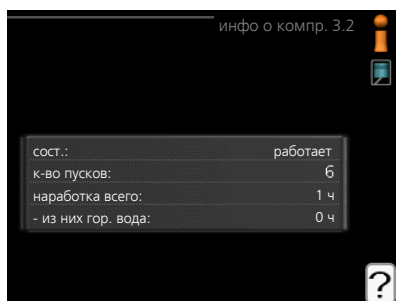 инфо о компр. 3.2
сост.: работает
к-во пусков: 6
наработка всего: 1 ч
- из них гор. вода: 0 ч
?